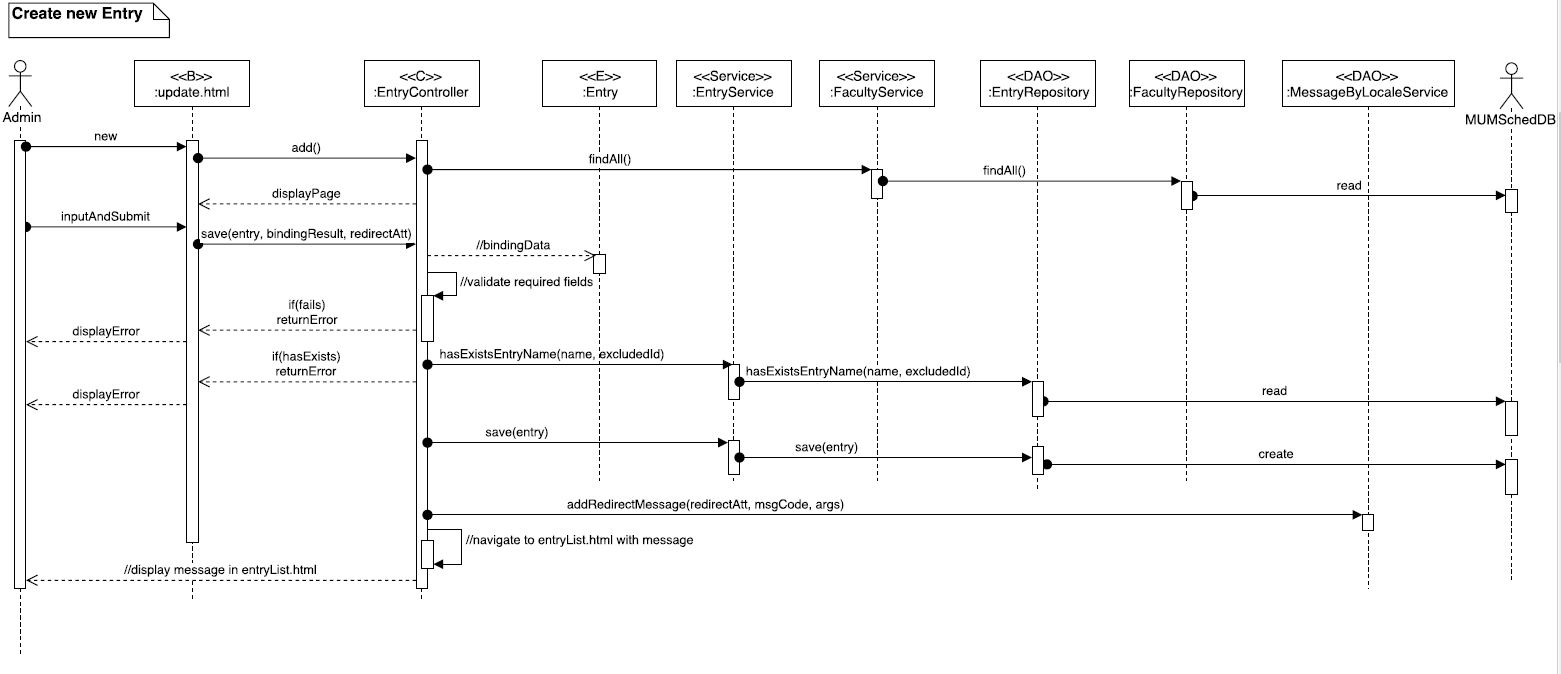 Create new Entry
<<B>>
:update.html
<<C>>
:EntryController
<<E>>
:Entry
<<Service>>
:EntryService
<<Service>>
:FacultyService
<<DAO>>
:EntryRepository
<<DAO>>
:FacultyRepository
<<DAO>>
:MessageByLocaleService
Admin
MUMSchedDB
new
add()
findAll()
findAll()
read
displayPage
inputAndSubmit
save(entry, bindingResult, redirectAtt)
//bindingData
//validate required fields
if(fails)
returnError
displayError
hasExistsEntryName(name, excludedId)
if(hasExists)
returnError
hasExistsEntryName(name, excludedId)
read
displayError
save(entry)
save(entry)
create
addRedirectMessage(redirectAtt, msgCode, args)
//navigate to entryList.html with message
//display message in entryList.html